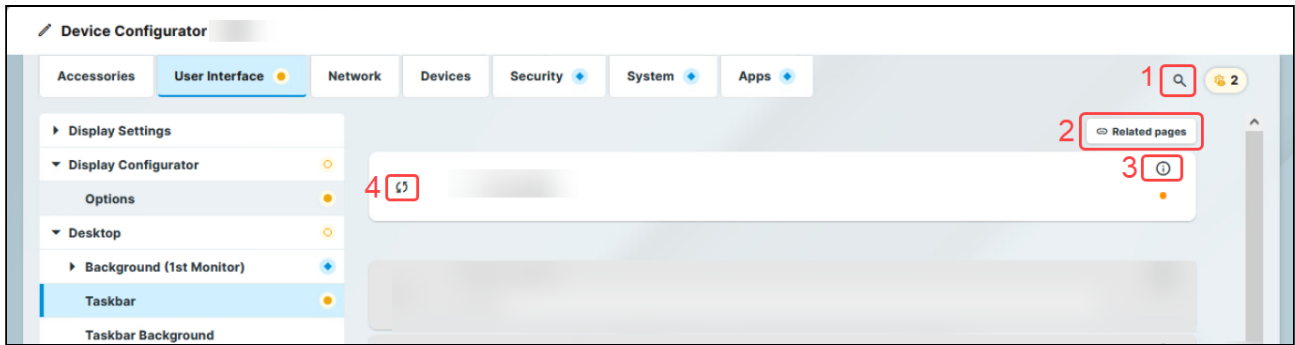 Device Configurator
Accessories User Interface Network Devices Security System Apps 1 2
2 Related pages
Display Settings
Display Configurator 3
4
Options
Desktop
Background (1st Monitor)
Taskbar
Taskbar Background